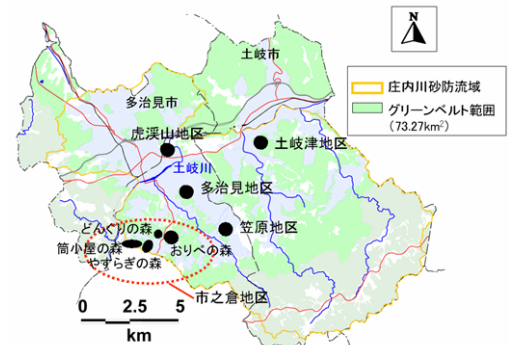 N
土岐市
庄内川砂防流域
グリーンベルト範囲
（73.27km²）
多治見市
虎渓山地区
土岐津地区
土岐川
多治見地区
どんぐりの森
笠原地区
筒小屋の森
おりべの森
やすらぎの森
市之倉地区
0 2.5 5
km